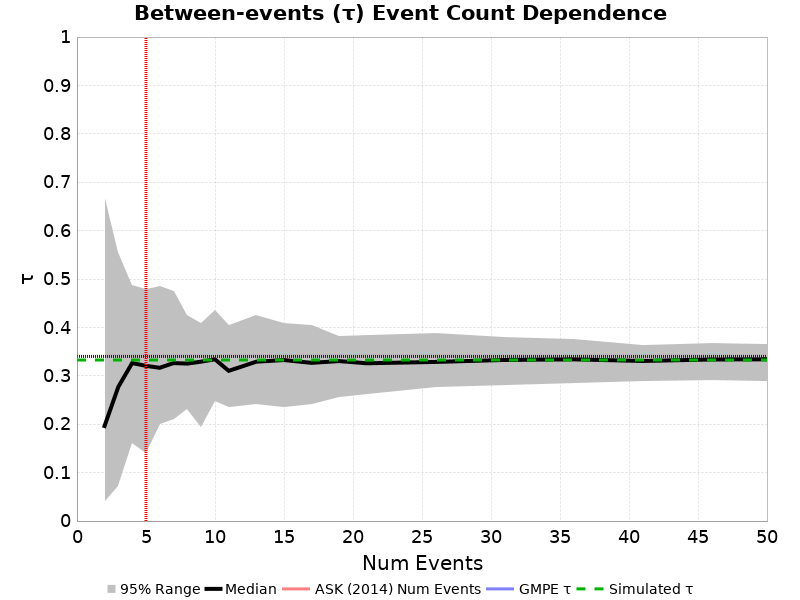 Between-events (τ) Event Count Dependence
1
0.9
0.8
0.7
0.6
0.5
0.4
0.3
0.2
0.1
0
τ
0 5 10 15 20 25 30 35 40 45 50
Num Events
95% Range Median ASK (2014) Num Events GMPE τ Simulated τ